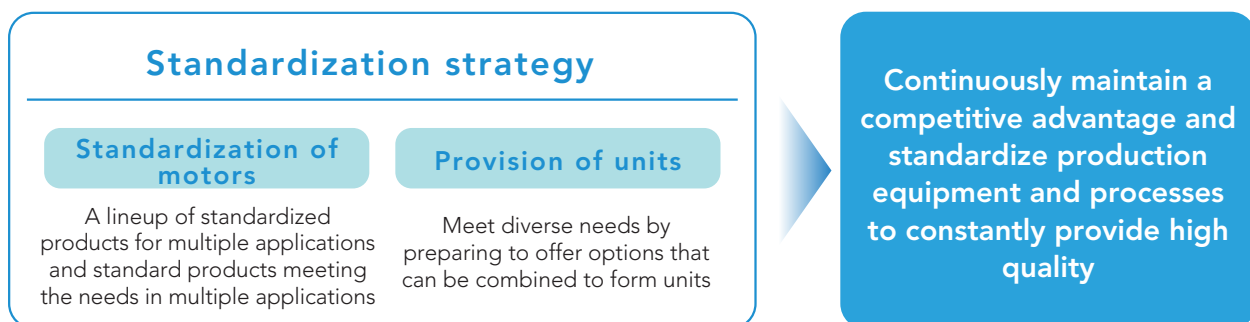 Standardization strategy
Standardization of
motors
A lineup of standardized
products for multiple applications
and standard products meeting
the needs in multiple applications
Provision of units
Meet diverse needs by
preparing to offer options that
can be combined to form units
Continuously maintain a
competitive advantage and
standardize production
equipment and processes
to constantly provide high
quality